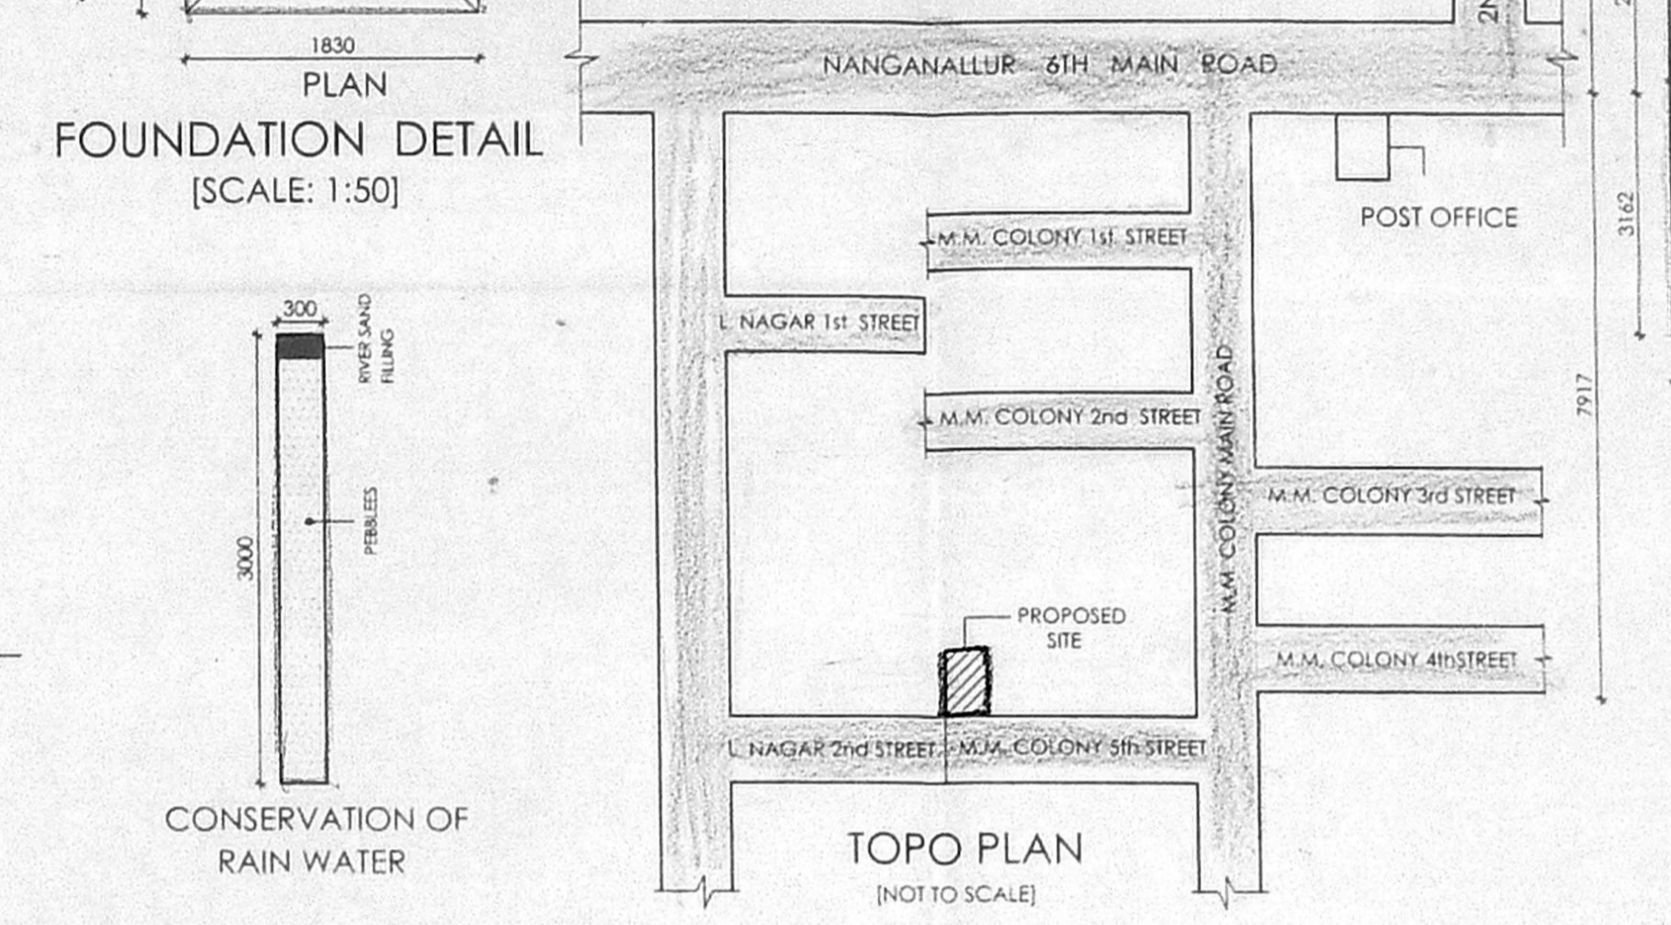 1830
PLAN
FOUNDATION DETAIL
[SCALE: 1:50]
300
RIVER SAND
FILLING
3000
PEBBLEES
CONSERVATION OF
RAIN WATER
NANGANALLUR 6TH MAIN ROAD
POST OFFICE
M.M. COLONY 1st STREET
L NAGAR 1st STREET
M.M. COLONY 2nd STREET
M.M COLONY MAIN ROAD
M.M. COLONY 3rd STREET
PROPOSED
SITE
M.M. COLONY 4thSTREET
L NAGAR 2nd STREET
M.M. COLONY 5th STREET
TOPO PLAN
[NOT TO SCALE]
3162
7917